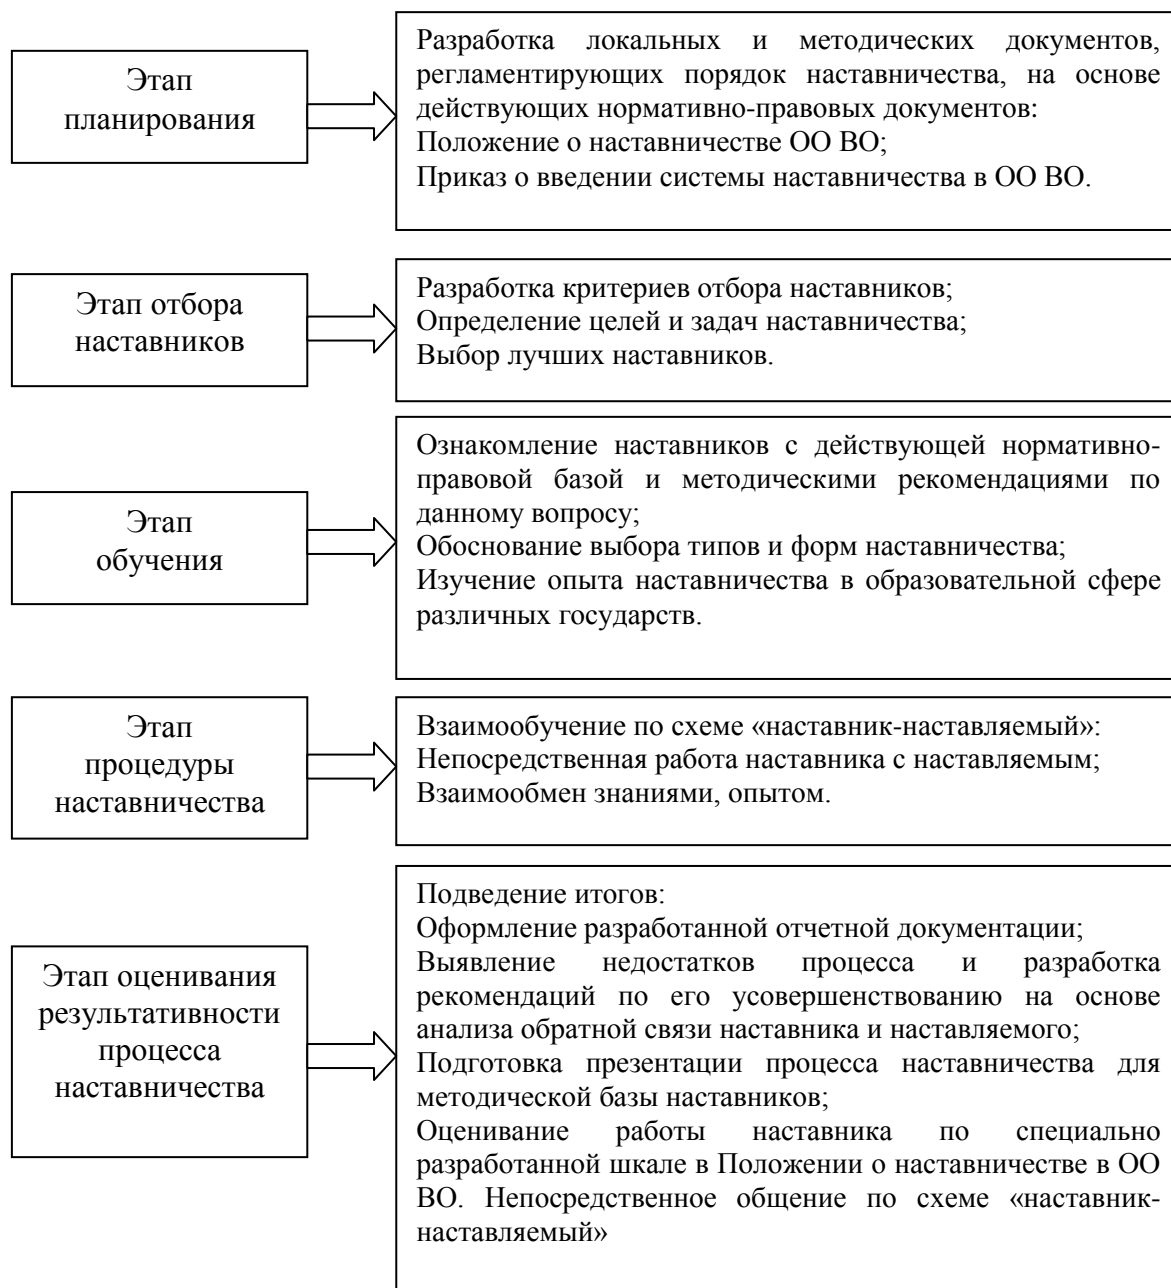 Этап
планирования
Разработка локальных и методических документов,
регламентирующих порядок наставничества, на основе
действующих нормативно-правовых документов:
Положение о наставничестве ОО ВО;
Приказ о введении системы наставничества в ОО ВО.
Этап отбора
наставников
Разработка критериев отбора наставников;
Определение целей и задач наставничества;
Выбор лучших наставников.
Этап
обучения
Ознакомление наставников с действующей нормативно-
правовой базой и методическими рекомендациями по
данному вопросу;
Обоснование выбора типов и форм наставничества;
Изучение опыта наставничества в образовательной сфере
различных государств.
Этап
процедуры
наставничества
Взаимообучение по схеме «наставник-наставляемый»:
Непосредственная работа наставника с наставляемым;
Взаимообмен знаниями, опытом.
Этап оценивания
результативности
процесса
наставничества
Подведение итогов:
Оформление разработанной отчетной документации;
Выявление недостатков процесса и разработка
рекомендаций по его усовершенствованию на основе
анализа обратной связи наставника и наставляемого;
Подготовка презентации процесса наставничества для
методической базы наставников;
Оценивание работы наставника по специально
разработанной шкале в Положении о наставничестве в ОО
ВО. Непосредственное общение по схеме «наставник-
наставляемый»